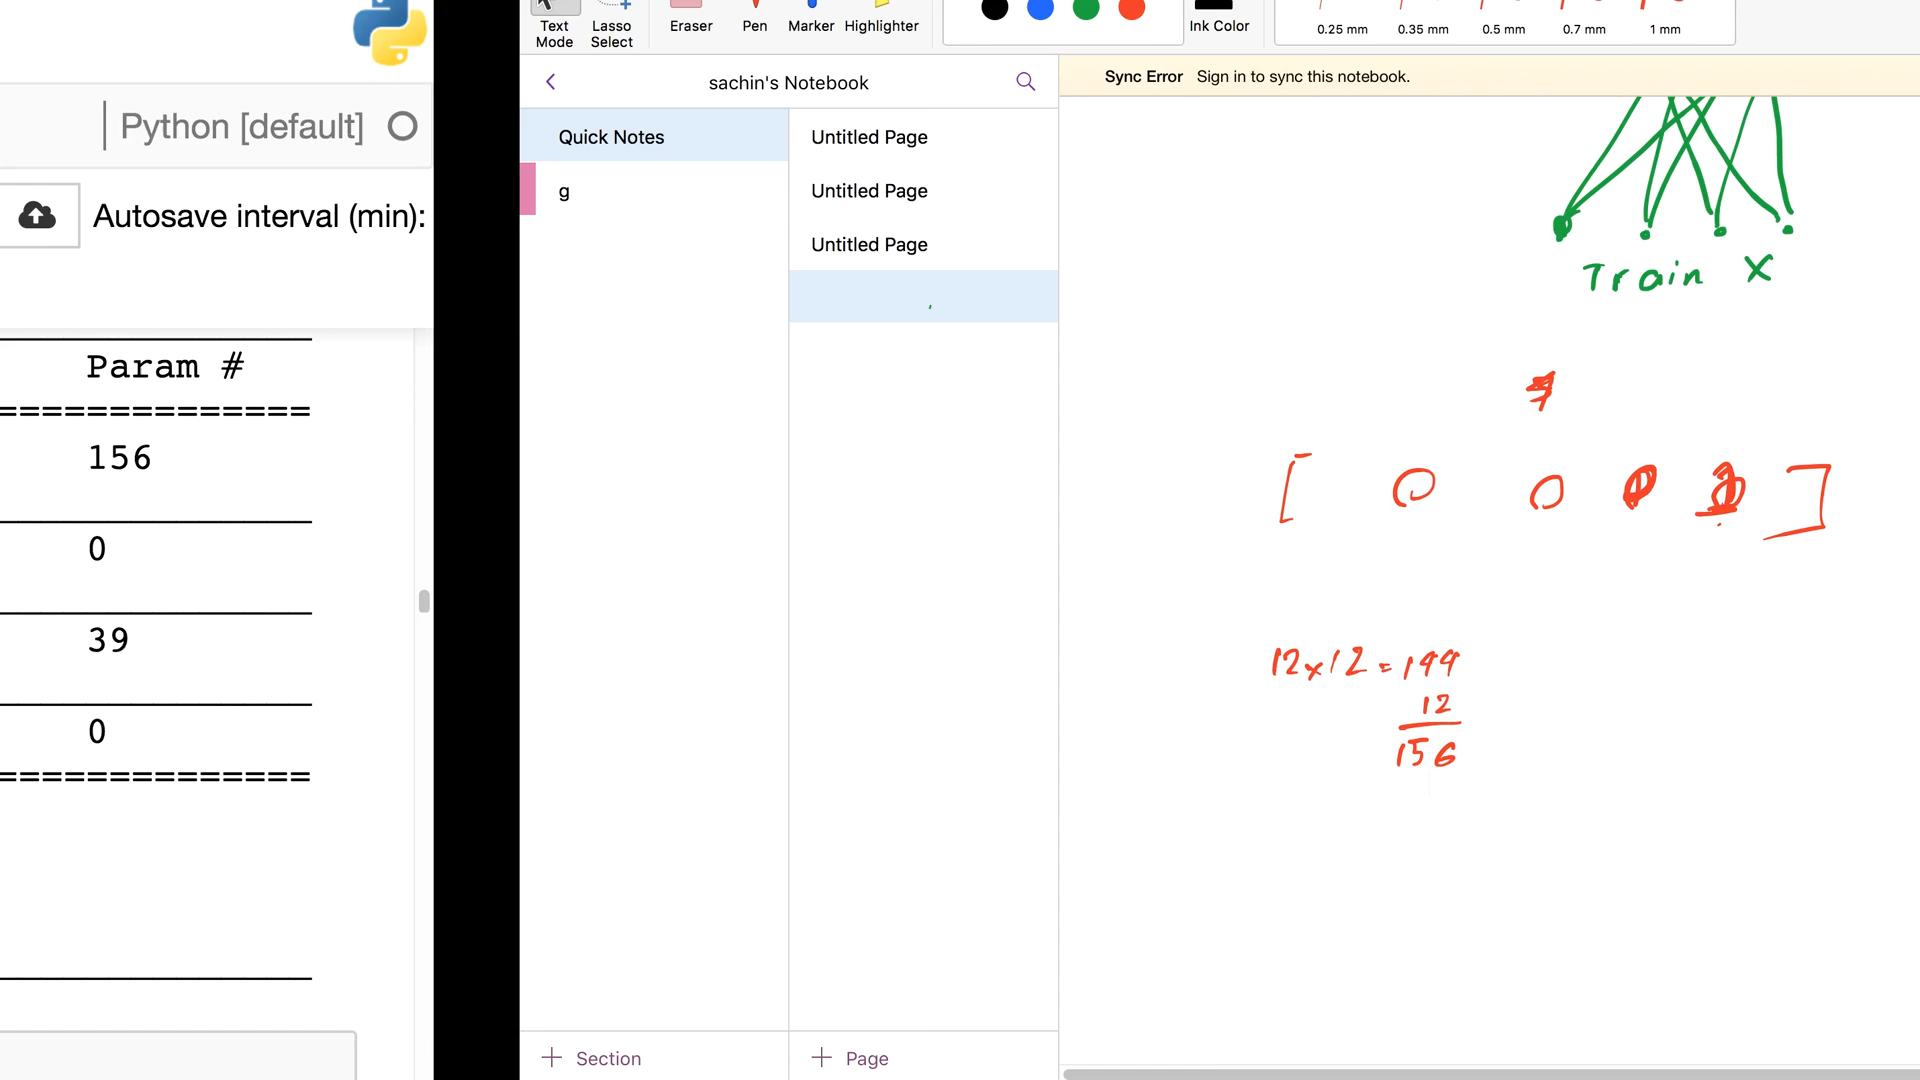 Python [default]
Autosave interval (min):
Param #
==============
156
0
39
0
==============
Text Mode
Lasso Select
Eraser
Pen
Marker
Highlighter
Ink Color
0.25 mm
0.35 mm
0.5 mm
0.7 mm
1 mm
sachin's Notebook
Quick Notes
g
Untitled Page
Untitled Page
Untitled Page
+ Section
+ Page
Sync Error Sign in to sync this notebook.
Train X
[ 0 0 ]
12x12 = 144
12
156